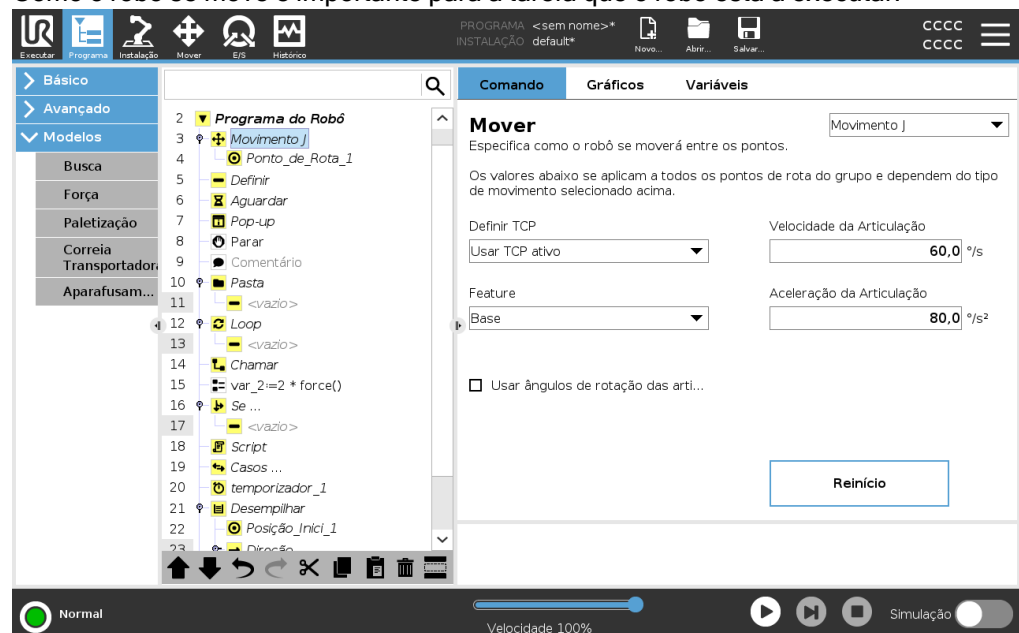 Como o robô se move é importante para a tarefa que o robô está a executar.
PROGRAMA <sem nome>*
INSTALAÇÃO default*
CCCC
CCCC
Executar Programa Instalação Mover E/S Histórico Novo... Abrir... Salvar...
Básico
Avançado
Modelos
Busca
Força
Paletização
Correia
Transportador
Aparafusam...
2 Programa do Robô
3 Movimento J
4 Ponto_de_Rota_1
5 Definir
6 Aguardar
7 Pop-up
8 Parar
9 Comentário
10 Pasta
11 <vazio>
12 Loop
13 <vazio>
14 Chamar
15 var_2:=2 * force()
16 Se ...
17 <vazio>
18 Script
19 Casos ...
20 temporizador_1
21 Desempilhar
22 Posição_Inici_1
23 Direção
Comando Gráficos Variáveis
Mover
Movimento J
Especifica como o robô se moverá entre os pontos.
Os valores abaixo se aplicam a todos os pontos de rota do grupo e dependem do tipo
de movimento selecionado acima.
Definir TCP
Velocidade da Articulação
Usar TCP ativo
60,0 °/s
Feature
Aceleração da Articulação
Base
80,0 °/s²
Usar ângulos de rotação das arti...
Reinício
Normal
Velocidade 100%
Simulação